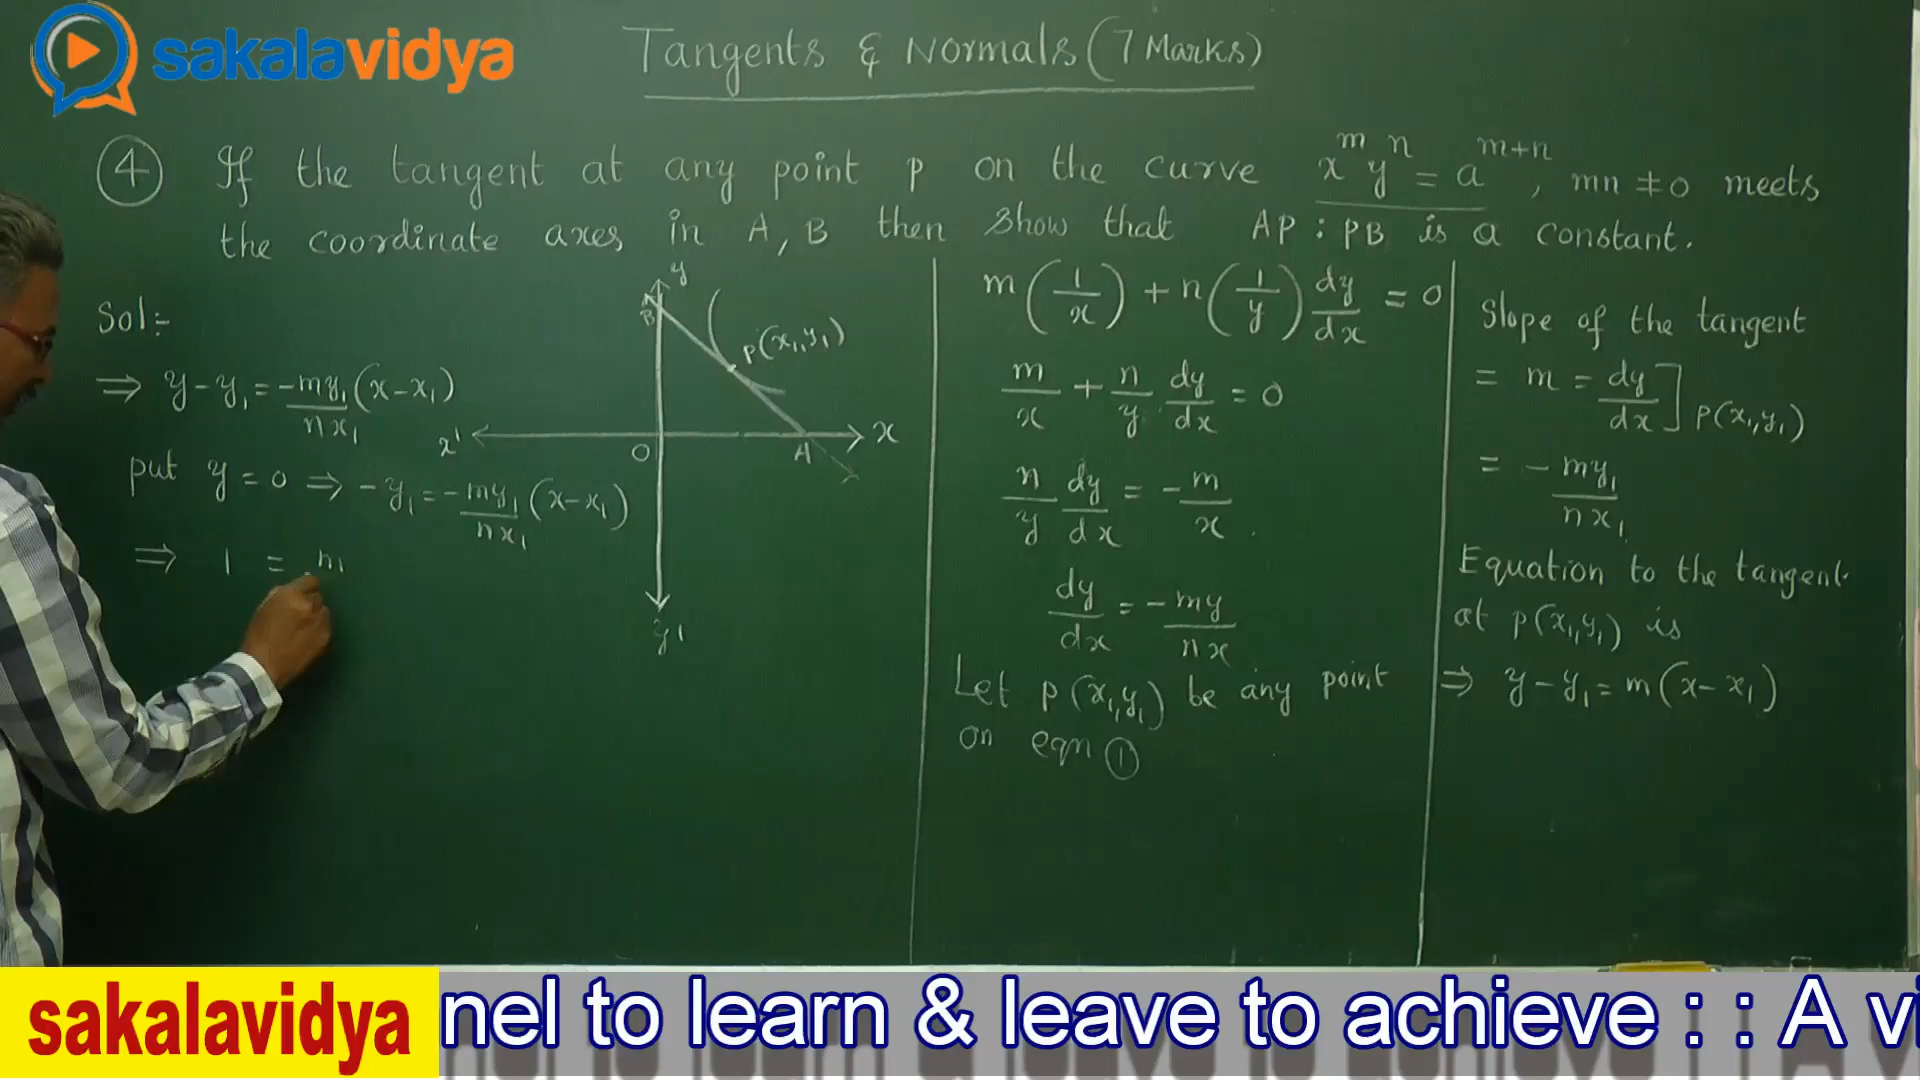 sakalavidya
Tangents & Normals (7 Marks)
④ If the tangent at any point p on the curve x^m y^n = a^(m+n), mn ≠ 0 meets
the coordinate axes in A, B then show that AP : PB is a constant.
Sol:-
⇒ y - y₁ = -my₁/nx₁ (x - x₁)
put y = 0 ⇒ -y₁ = -my₁/nx₁ (x - x₁)
⇒ 1 = m
y
B
P(x₁, y₁)
x¹
O
A
x
y¹
m(1/x) + n(1/y) dy/dx = 0
m/x + n/y . dy/dx = 0
n/y dy/dx = -m/x .
dy/dx = -my/nx
Let P(x₁, y₁) be any point
on eqn ①
Slope of the tangent
= m = dy/dx]P(x₁, y₁)
= -my₁/nx₁
Equation to the tangent
at P(x₁, y₁) is
⇒ y - y₁ = m(x - x₁)
sakalavidya
nel to learn & leave to achieve : : A vi